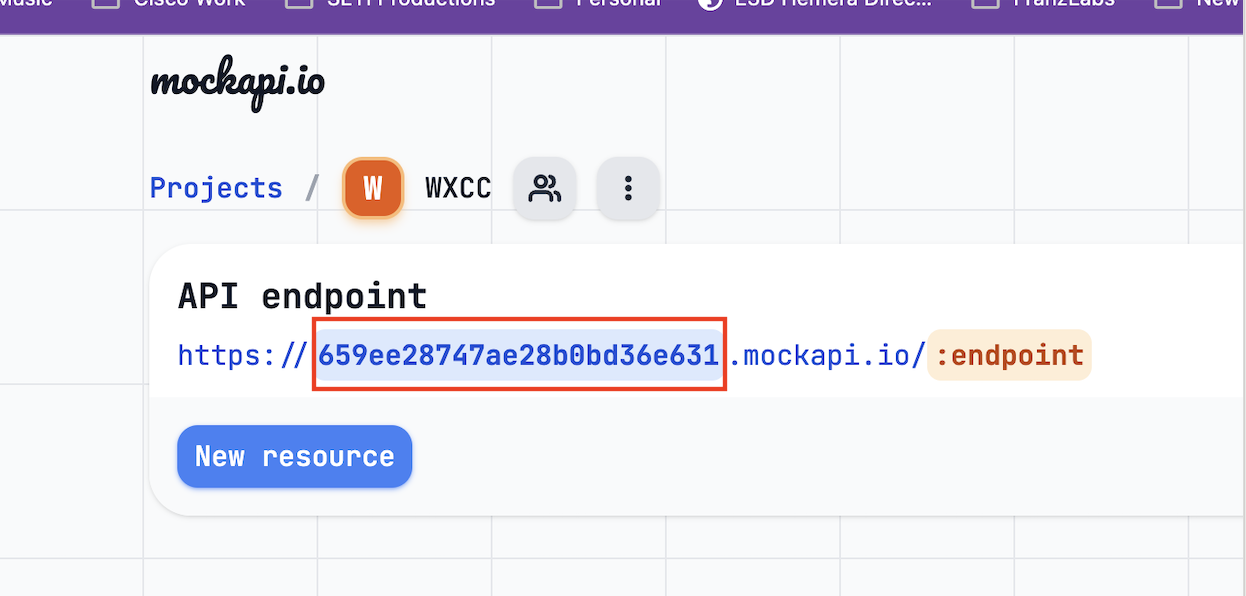 Music Cisco Work SETI Productions Personal ESD Hemera Direc... FranzLabs New
mockapi.io
Projects / W WXCC
API endpoint
https://659ee28747ae28b0bd36e631.mockapi.io/:endpoint
New resource